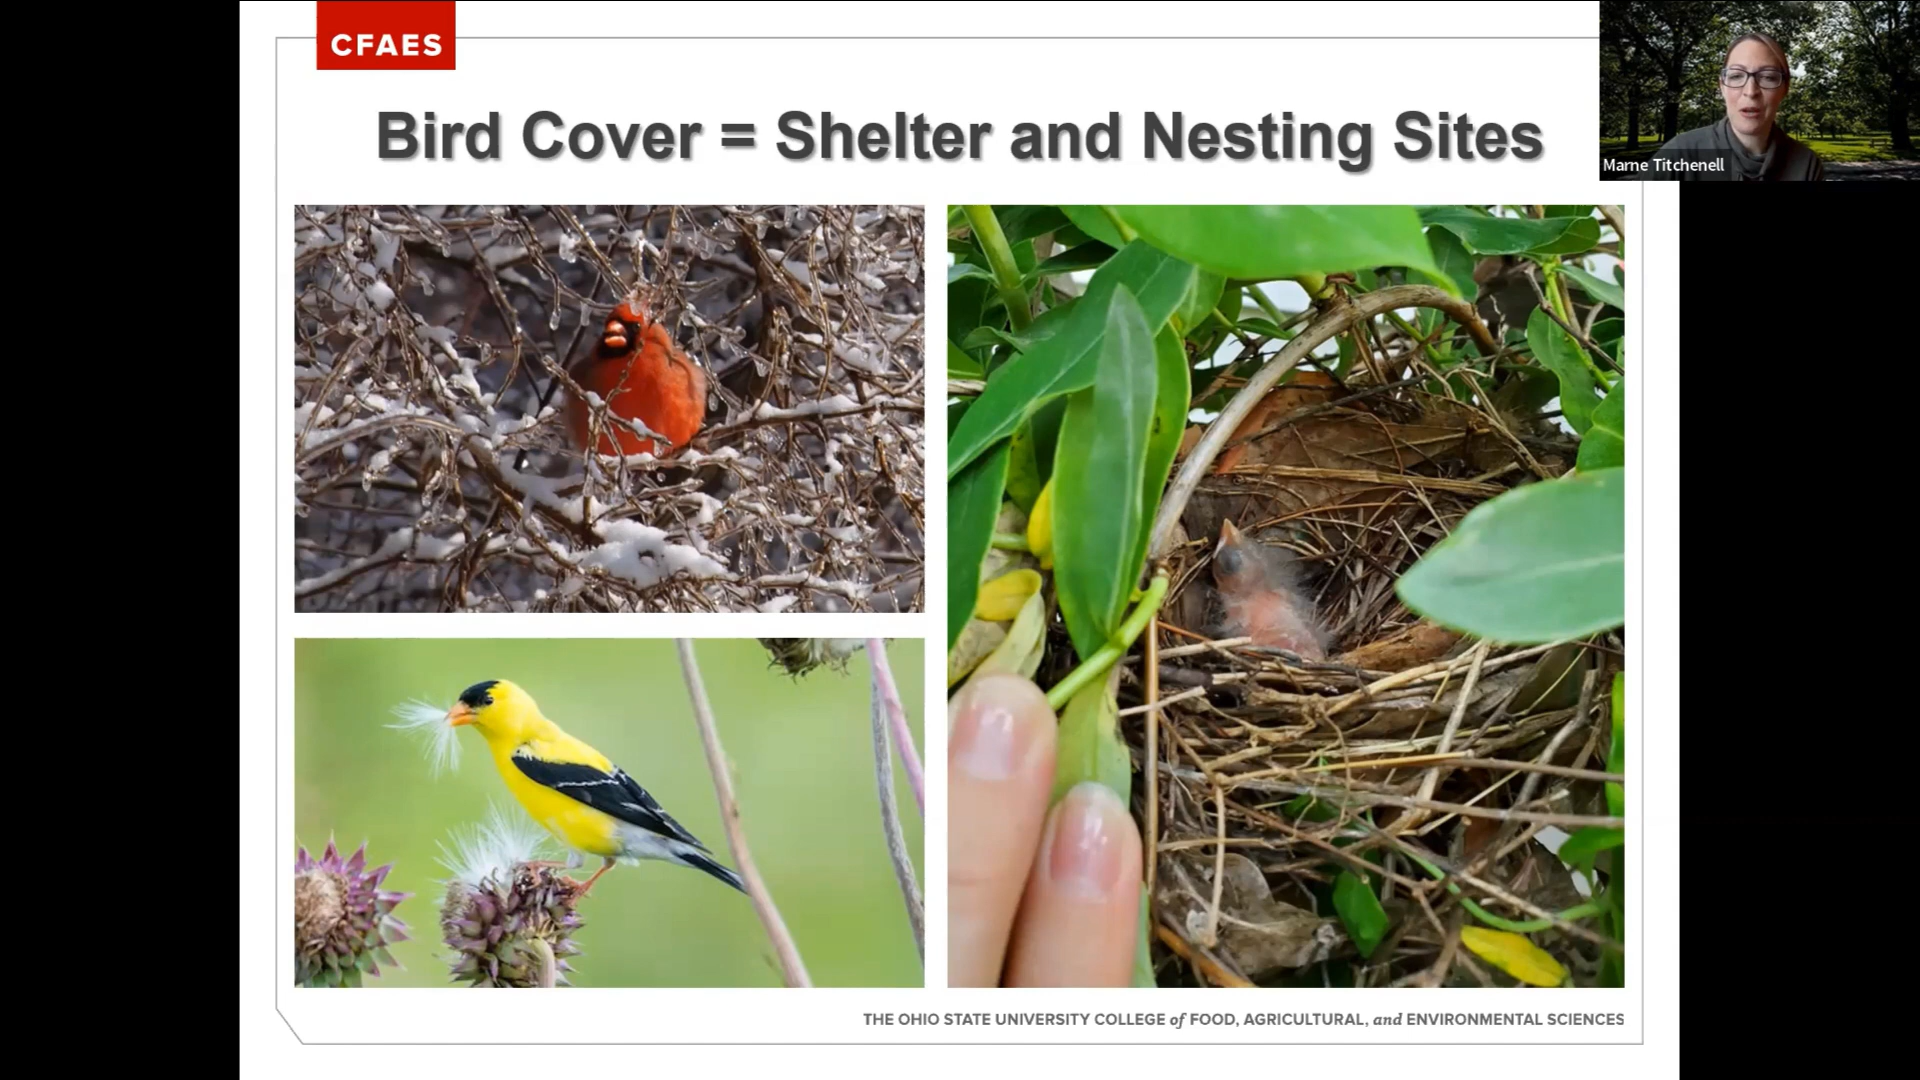 CFAES
Bird Cover = Shelter and Nesting Sites
Marne Titchenell
THE OHIO STATE UNIVERSITY COLLEGE of FOOD, AGRICULTURAL, and ENVIRONMENTAL SCIENCES